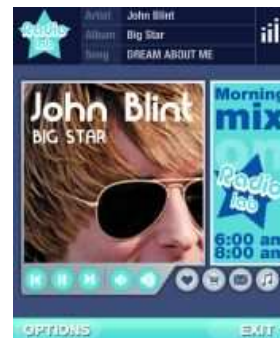 Radio
lab
Artist John Blint
Album Big Star
Song DREAM ABOUT ME
John Blint
BIG STAR
Morning
mix
Radio
lab
6:00 am
8:00 am
OPTIONS
EXIT